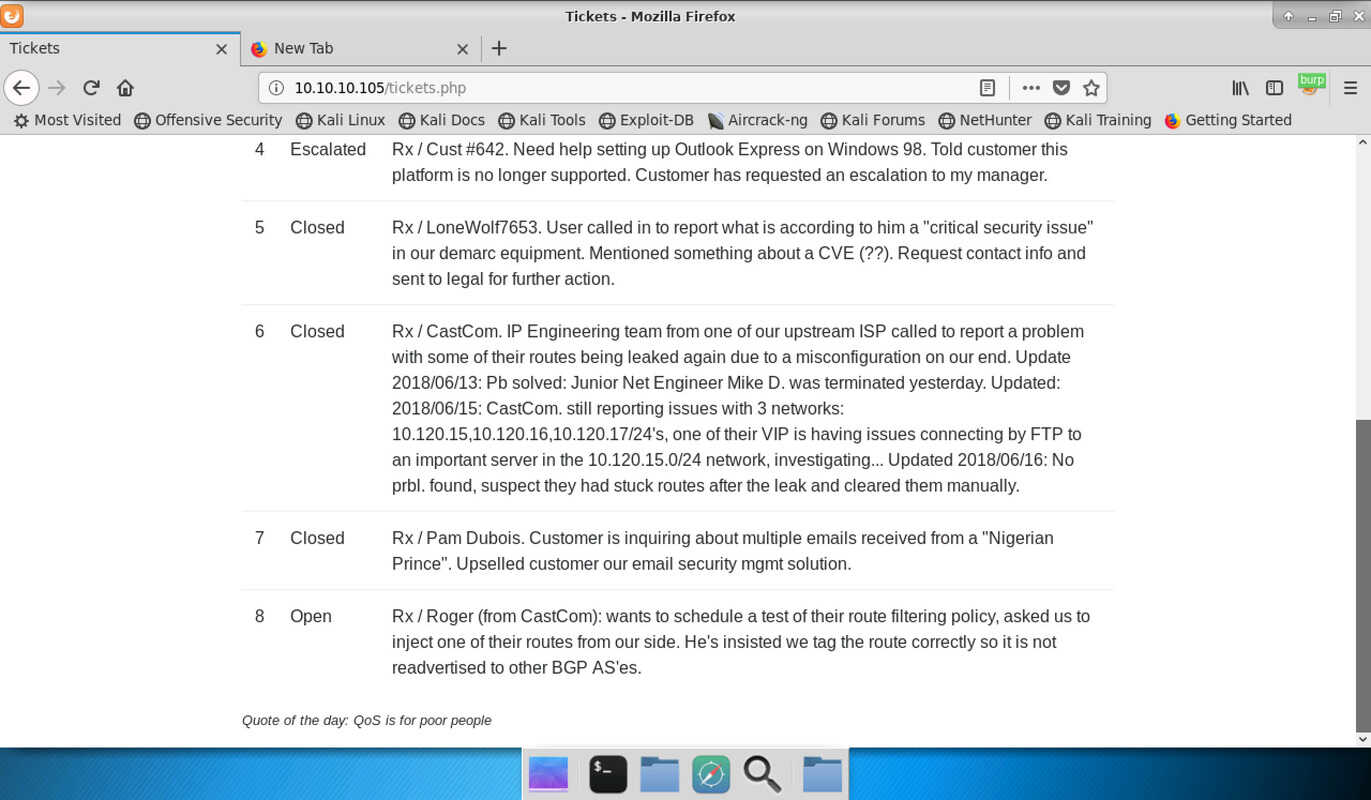 Tickets - Mozilla Firefox
Tickets
New Tab
10.10.10.105/tickets.php
burp
Most Visited Offensive Security Kali Linux Kali Docs Kali Tools Exploit-DB Aircrack-ng Kali Forums NetHunter Kali Training Getting Started
4 Escalated Rx / Cust #642. Need help setting up Outlook Express on Windows 98. Told customer this
platform is no longer supported. Customer has requested an escalation to my manager.
5 Closed Rx / LoneWolf7653. User called in to report what is according to him a "critical security issue"
in our demarc equipment. Mentioned something about a CVE (??). Request contact info and
sent to legal for further action.
6 Closed Rx / CastCom. IP Engineering team from one of our upstream ISP called to report a problem
with some of their routes being leaked again due to a misconfiguration on our end. Update
2018/06/13: Pb solved: Junior Net Engineer Mike D. was terminated yesterday. Updated:
2018/06/15: CastCom. still reporting issues with 3 networks:
10.120.15,10.120.16,10.120.17/24's, one of their VIP is having issues connecting by FTP to
an important server in the 10.120.15.0/24 network, investigating... Updated 2018/06/16: No
prbl. found, suspect they had stuck routes after the leak and cleared them manually.
7 Closed Rx / Pam Dubois. Customer is inquiring about multiple emails received from a "Nigerian
Prince". Upselled customer our email security mgmt solution.
8 Open Rx / Roger (from CastCom): wants to schedule a test of their route filtering policy, asked us to
inject one of their routes from our side. He's insisted we tag the route correctly so it is not
readvertised to other BGP AS'es.
Quote of the day: QoS is for poor people
$_